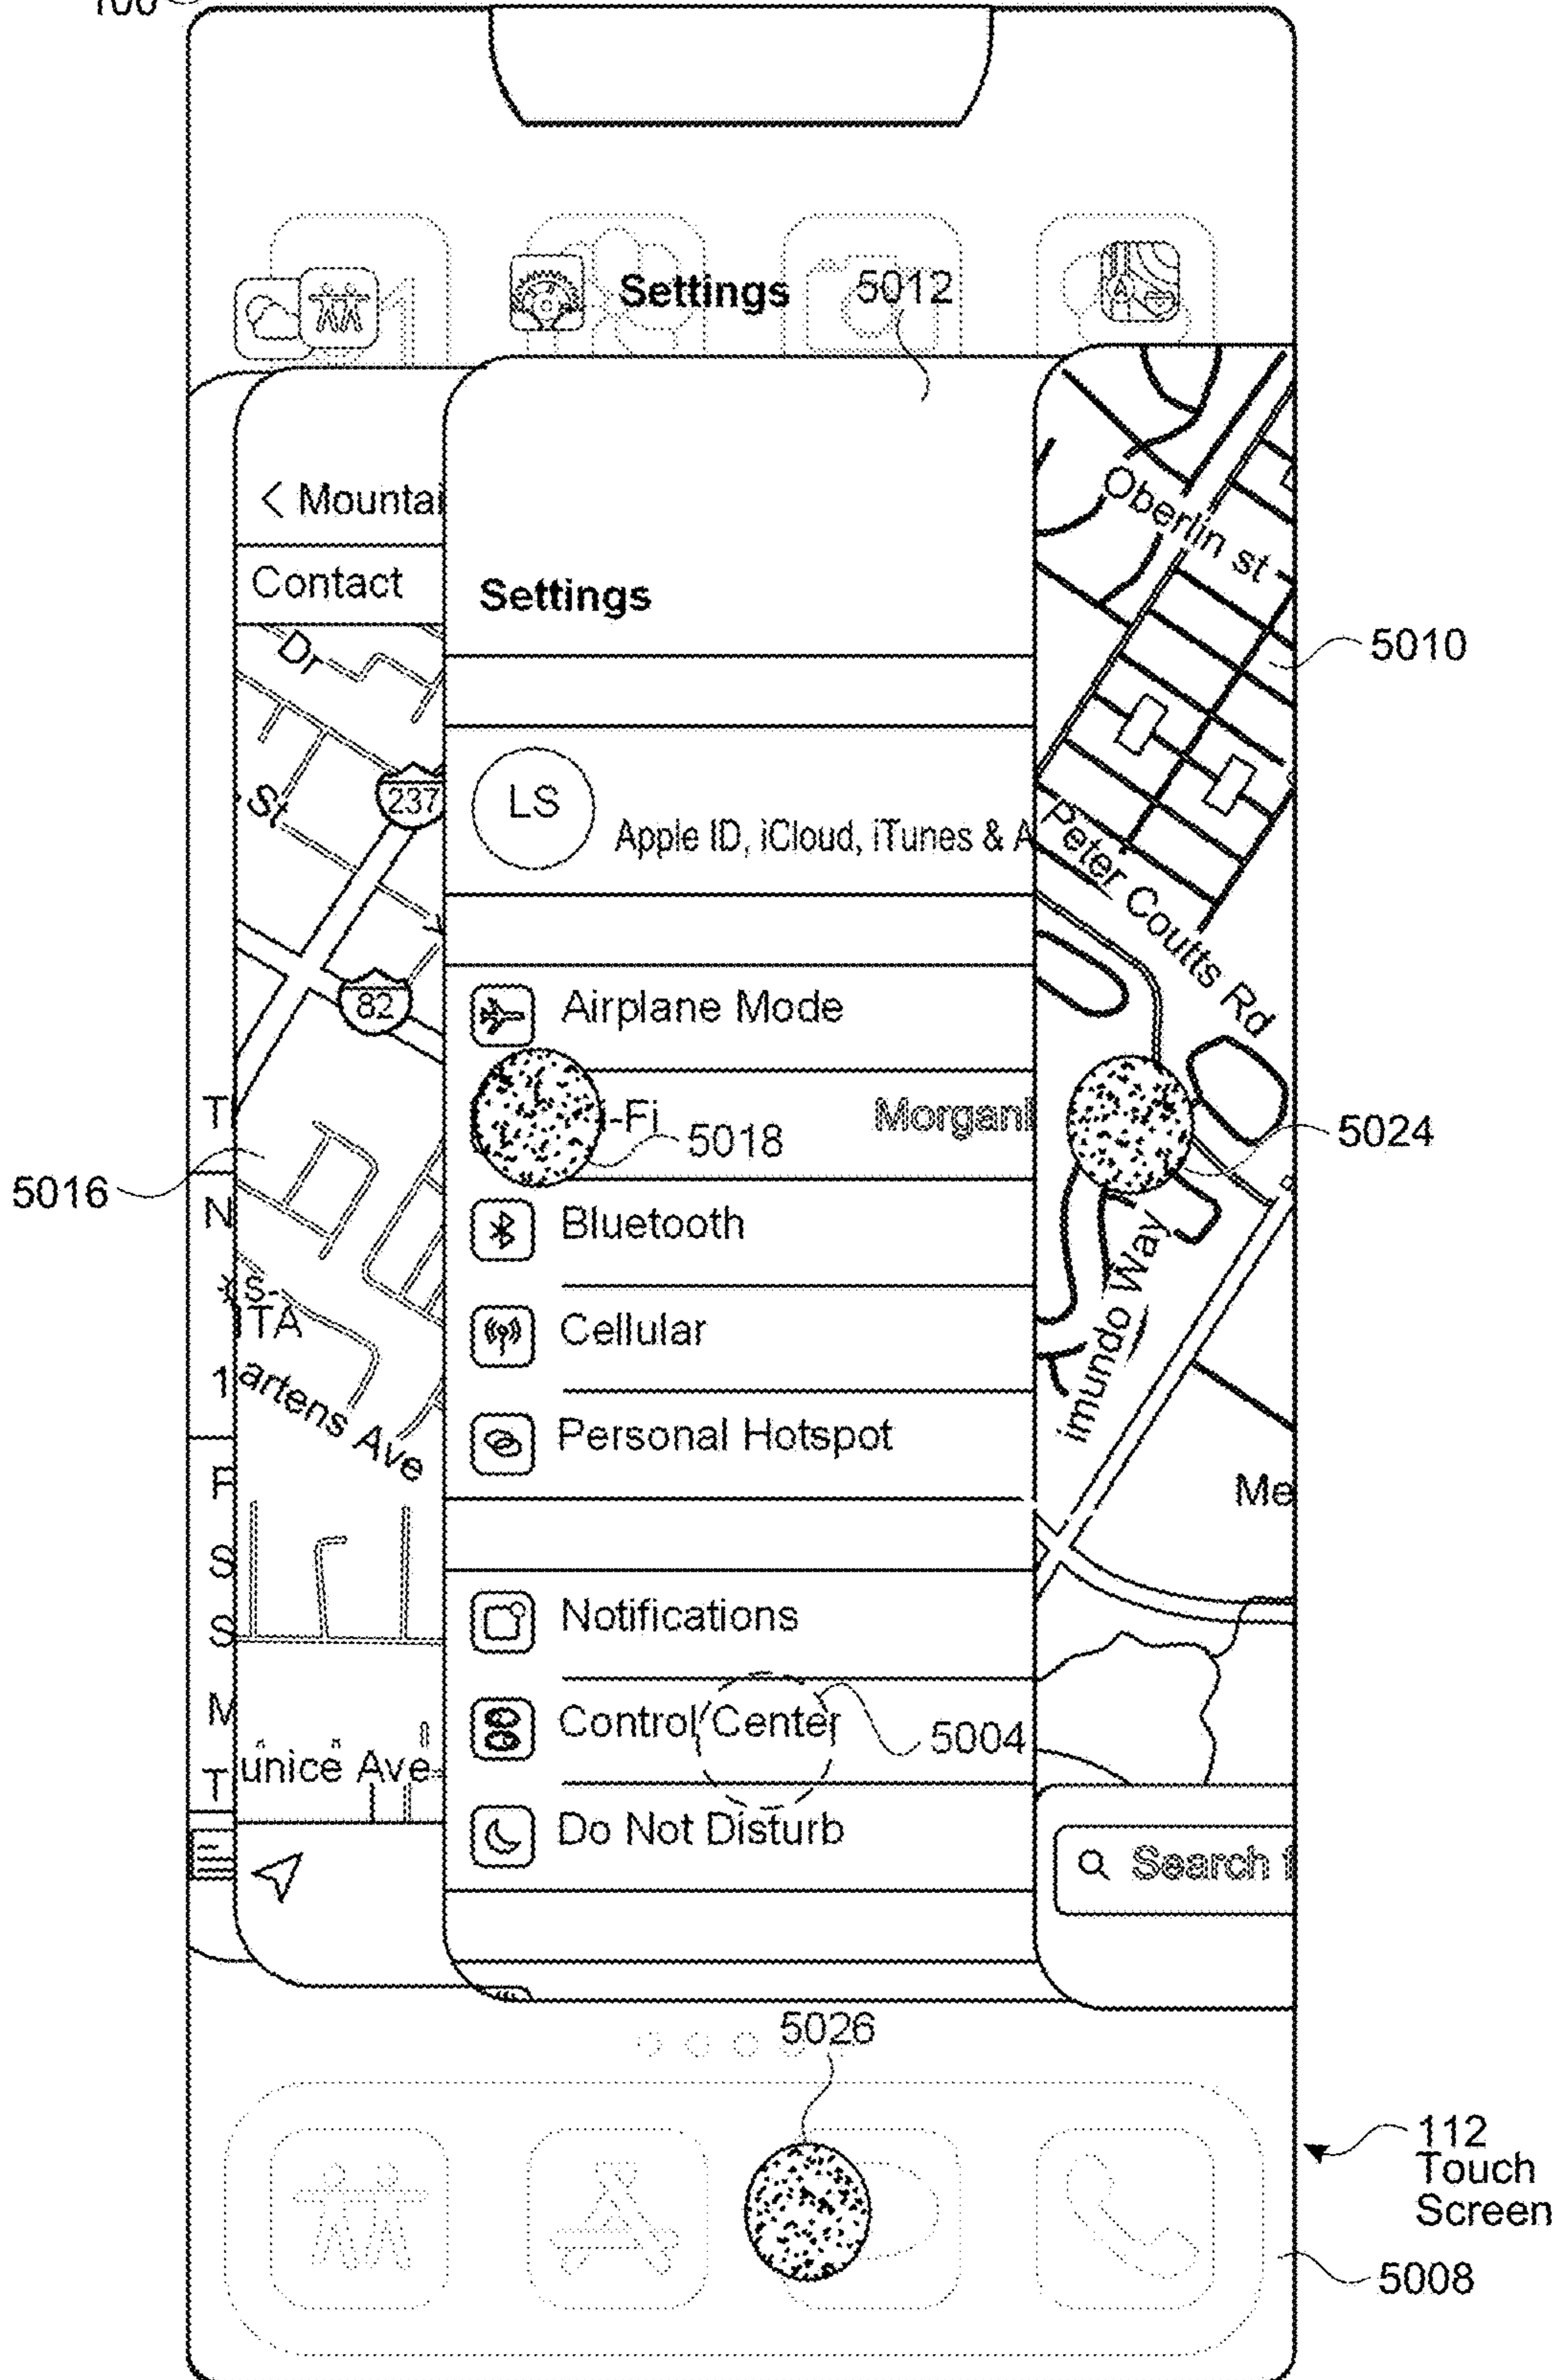 100
Settings
5012
< Mountai
Contact
Settings
Oberlin st
5010
Dr
St
237
LS
Apple ID, iCloud, iTunes & A
Peter Coutts Rd
82
Airplane Mode
-Fi
Morganl
5018
5024
5016
T
N
Bluetooth
S-
TA
1
artens Ave
Cellular
imundo Way
Personal Hotspot
Me
F
S
S
M
T
Notifications
Control Center
5004
unice Ave
Do Not Disturb
Search f
5026
112
Touch
Screen
5008